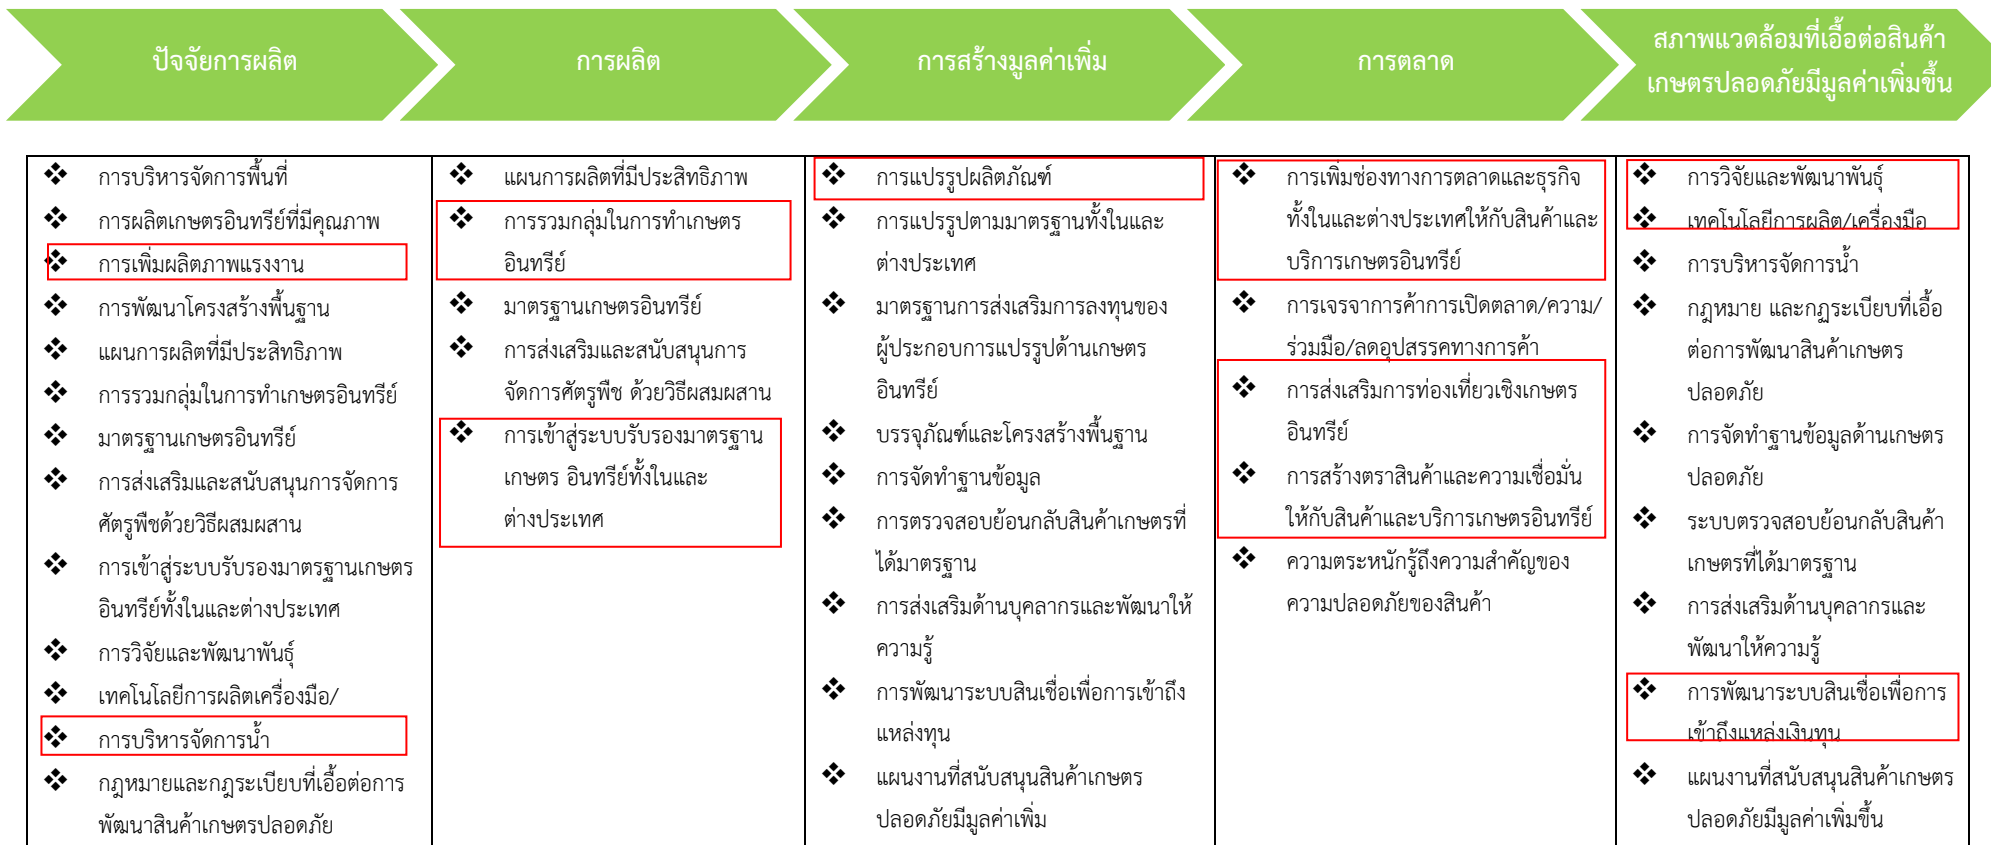 ปัจจัยการผลิต
การผลิต
การสร้างมูลค่าเพิ่ม
การตลาด
สภาพแวดล้อมที่เอื้อต่อสินค้า
เกษตรปลอดภัยมีมูลค่าเพิ่มขึ้น
❖ การบริหารจัดการพื้นที่
❖ การผลิตเกษตรอินทรีย์ที่มีคุณภาพ
❖ การเพิ่มผลิตภาพแรงงาน
❖ การพัฒนาโครงสร้างพื้นฐาน
❖ แผนการผลิตที่มีประสิทธิภาพ
❖ การรวมกลุ่มในการทำเกษตรอินทรีย์
❖ มาตรฐานเกษตรอินทรีย์
❖ การส่งเสริมและสนับสนุนการจัดการ
ศัตรูพืชด้วยวิธีผสมผสาน
❖ การเข้าสู่ระบบรับรองมาตรฐานเกษตร
อินทรีย์ทั้งในและต่างประเทศ
❖ การวิจัยและพัฒนาพันธุ์
❖ เทคโนโลยีการผลิตเครื่องมือ/
❖ การบริหารจัดการน้ำ
❖ กฎหมายและกฎระเบียบที่เอื้อต่อการ
พัฒนาสินค้าเกษตรปลอดภัย
❖ แผนการผลิตที่มีประสิทธิภาพ
❖ การรวมกลุ่มในการทำเกษตร
อินทรีย์
❖ มาตรฐานเกษตรอินทรีย์
❖ การส่งเสริมและสนับสนุนการ
จัดการศัตรูพืช ด้วยวิธีผสมผสาน
❖ การเข้าสู่ระบบรับรองมาตรฐาน
เกษตร อินทรีย์ทั้งในและ
ต่างประเทศ
❖ การแปรรูปผลิตภัณฑ์
❖ การแปรรูปตามมาตรฐานทั้งในและ
ต่างประเทศ
❖ มาตรฐานการส่งเสริมการลงทุนของ
ผู้ประกอบการแปรรูปด้านเกษตร
อินทรีย์
❖ บรรจุภัณฑ์และโครงสร้างพื้นฐาน
❖ การจัดทำฐานข้อมูล
❖ การตรวจสอบย้อนกลับสินค้าเกษตรที่
ได้มาตรฐาน
❖ การส่งเสริมด้านบุคลากรและพัฒนาให้
ความรู้
❖ การพัฒนาระบบสินเชื่อเพื่อการเข้าถึง
แหล่งทุน
❖ แผนงานที่สนับสนุนสินค้าเกษตร
ปลอดภัยมีมูลค่าเพิ่ม
❖ การเพิ่มช่องทางการตลาดและธุรกิจ
ทั้งในและต่างประเทศให้กับสินค้าและ
บริการเกษตรอินทรีย์
❖ การเจรจาการค้าการเปิดตลาด/ความ/
ร่วมมือ/ลดอุปสรรคทางการค้า
❖ การส่งเสริมการท่องเที่ยวเชิงเกษตร
อินทรีย์
❖ การสร้างตราสินค้าและความเชื่อมั่น
ให้กับสินค้าและบริการเกษตรอินทรีย์
❖ ความตระหนักรู้ถึงความสำคัญของ
ความปลอดภัยของสินค้า
❖ การวิจัยและพัฒนาพันธุ์
❖ เทคโนโลยีการผลิต/เครื่องมือ
❖ การบริหารจัดการน้ำ
❖ กฎหมาย และกฎระเบียบที่เอื้อ
ต่อการพัฒนาสินค้าเกษตร
ปลอดภัย
❖ การจัดทำฐานข้อมูลด้านเกษตร
ปลอดภัย
❖ ระบบตรวจสอบย้อนกลับสินค้า
เกษตรที่ได้มาตรฐาน
❖ การส่งเสริมด้านบุคลากรและ
พัฒนาให้ความรู้
❖ การพัฒนาระบบสินเชื่อเพื่อการ
เข้าถึงแหล่งเงินทุน
❖ แผนงานที่สนับสนุนสินค้าเกษตร
ปลอดภัยมีมูลค่าเพิ่มขึ้น